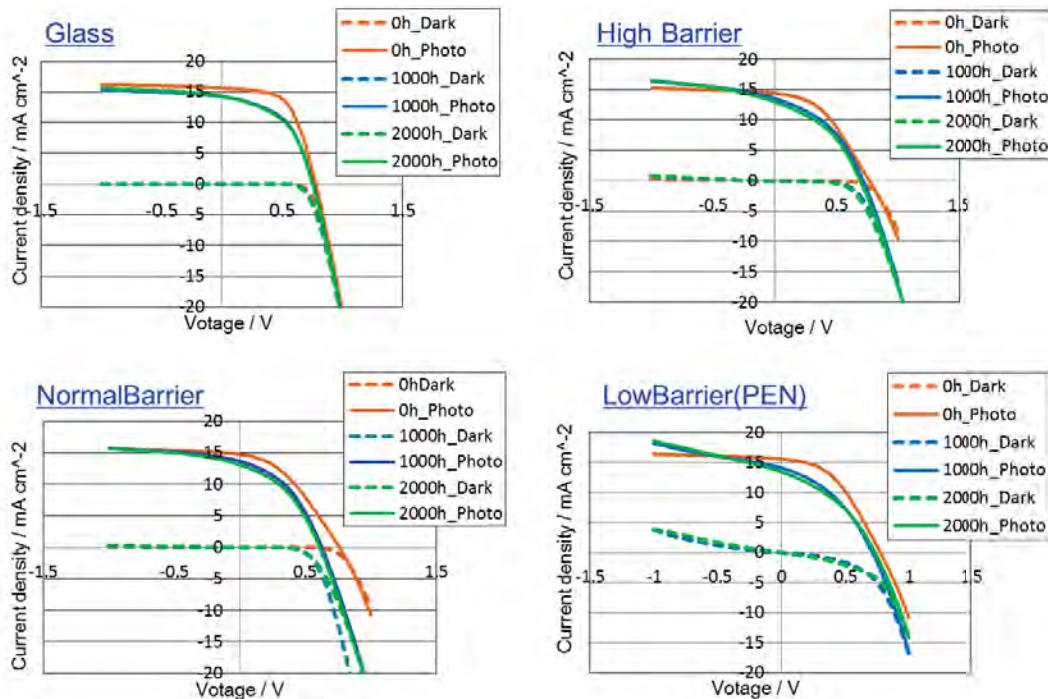 Glass
0h_Dark
0h_Photo
1000h_Dark
1000h_Photo
2000h_Dark
2000h_Photo
Current density / mA cm^-2
20
15
10
5
0
-5
-10
-15
-20
-1.5
-0.5
0.5
1.5
Votage / V
High Barrier
0h_Dark
0h_Photo
1000h_Dark
1000h_Photo
2000h_Dark
2000h_Photo
Current density / mA cm^-2
20
15
10
5
0
-5
-10
-15
-20
-1.5
-0.5
0.5
1.5
Votage / V
NormalBarrier
0hDark
0h_Photo
1000h_Dark
1000h_Photo
2000h_Dark
2000h_Photo
Current density / mA cm^-2
20
15
10
5
0
-5
-10
-15
-20
-1.5
-0.5
0.5
1.5
Votage / V
LowBarrier(PEN)
0h_Dark
0h_Photo
1000h_Dark
1000h_Photo
2000h_Dark
2000h_Photo
Current density / mA cm^-2
20
15
10
5
0
-5
-10
-15
-20
-1.5
-1
-0.5
0
0.5
1
1.5
Votage / V